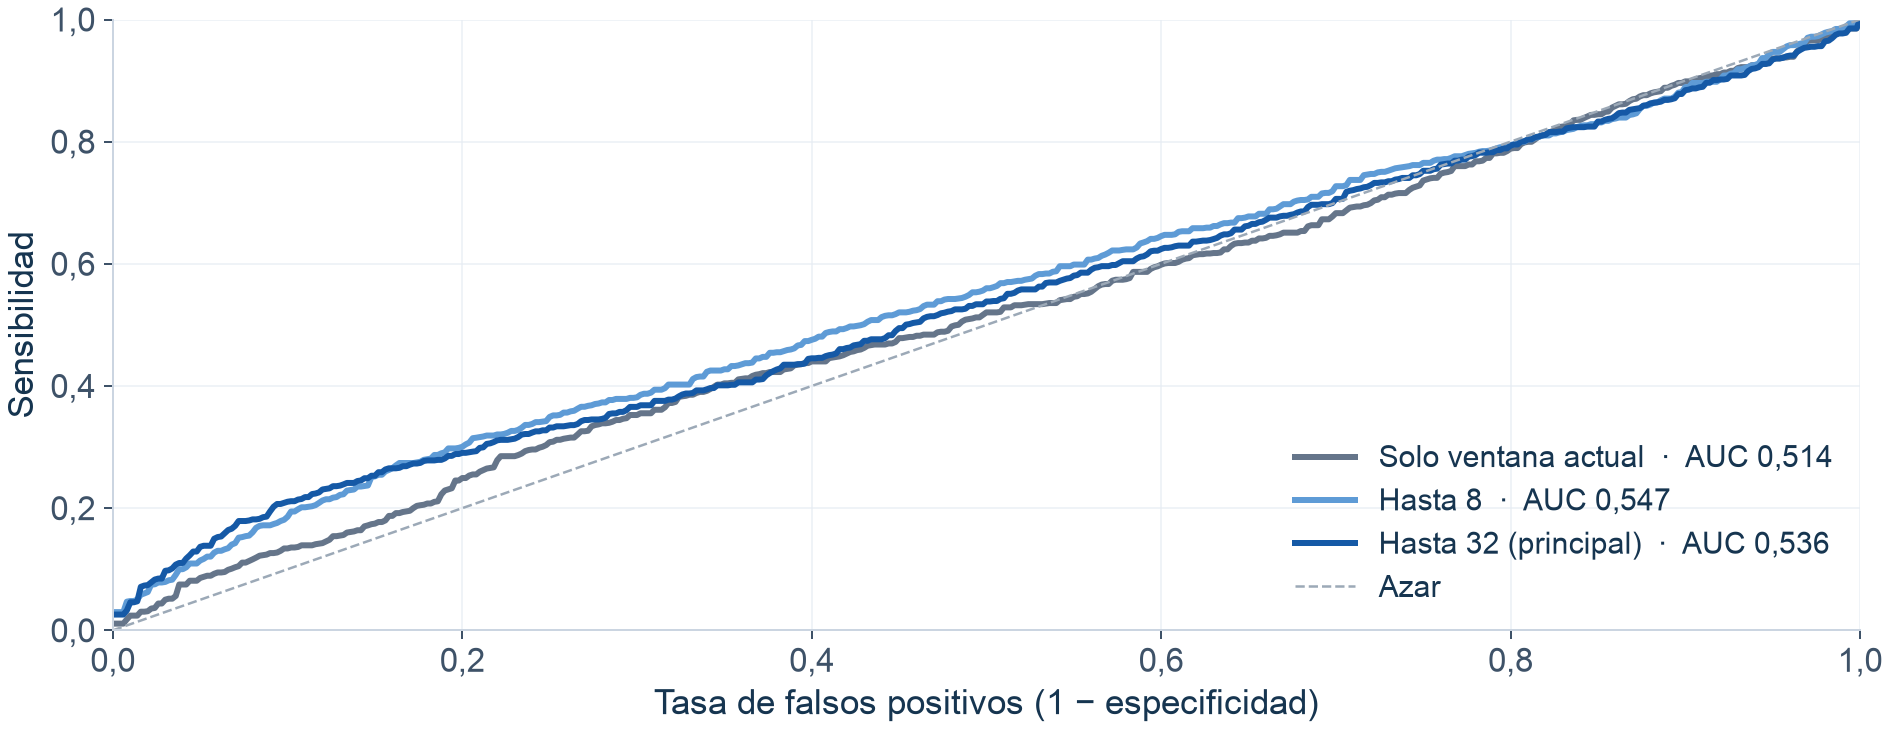 1,0
0,8
0,6
0,4
0,2
0,0
Sensibilidad
Solo ventana actual · AUC 0,514
Hasta 8 · AUC 0,547
Hasta 32 (principal) · AUC 0,536
Azar
0,0 0,2 0,4 0,6 0,8 1,0
Tasa de falsos positivos (1 − especificidad)